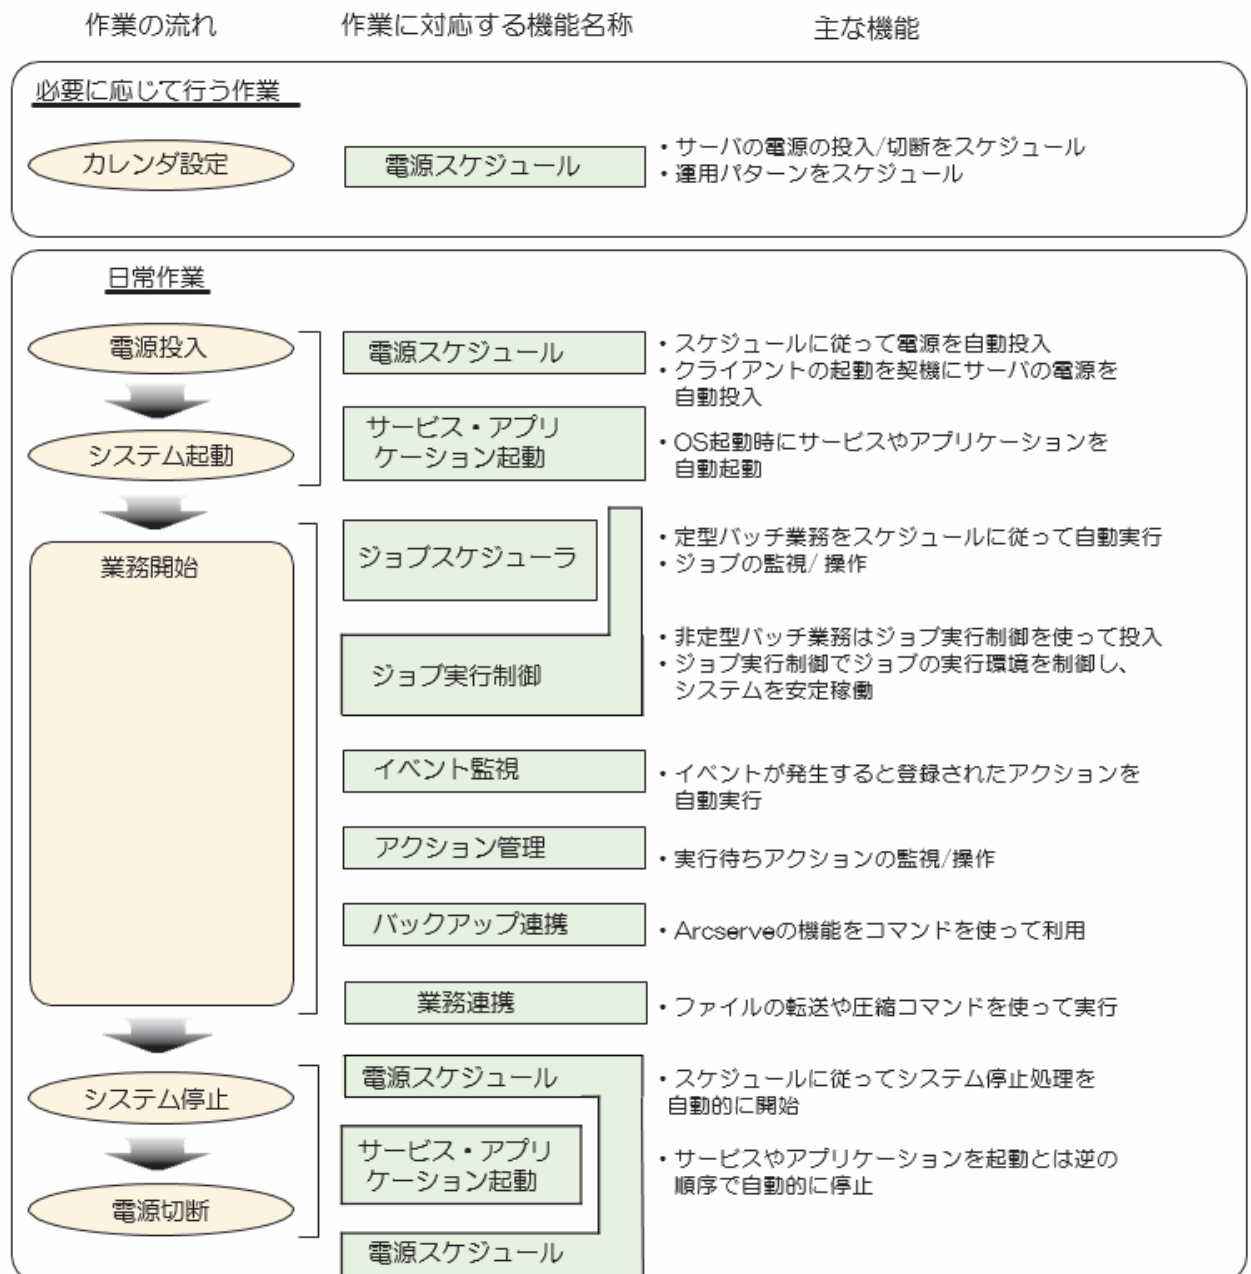 作業の流れ 作業に対応する機能名称 主な機能
必要に応じて行う作業
カレンダ設定
電源スケジュール
・サーバの電源の投入/切断をスケジュール
・運用パターンをスケジュール
日常作業
電源投入
電源スケジュール
・スケジュールに従って電源を自動投入
・クライアントの起動を契機にサーバの電源を
自動投入
システム起動
サービス・アプリ
ケーション起動
・OS起動時にサービスやアプリケーションを
自動起動
業務開始
ジョブスケジューラ
・定型バッチ業務をスケジュールに従って自動実行
・ジョブの監視/ 操作
ジョブ実行制御
・非定型バッチ業務はジョブ実行制御を使って投入
・ジョブ実行制御でジョブの実行環境を制御し、
システムを安定稼働
イベント監視
・イベントが発生すると登録されたアクションを
自動実行
アクション管理
・実行待ちアクションの監視/操作
バックアップ連携
・Arcserveの機能をコマンドを使って利用
業務連携
・ファイルの転送や圧縮コマンドを使って実行
システム停止
電源スケジュール
・スケジュールに従ってシステム停止処理を
自動的に開始
サービス・アプリ
ケーション起動
・サービスやアプリケーションを起動とは逆の
順序で自動的に停止
電源切断
電源スケジュール